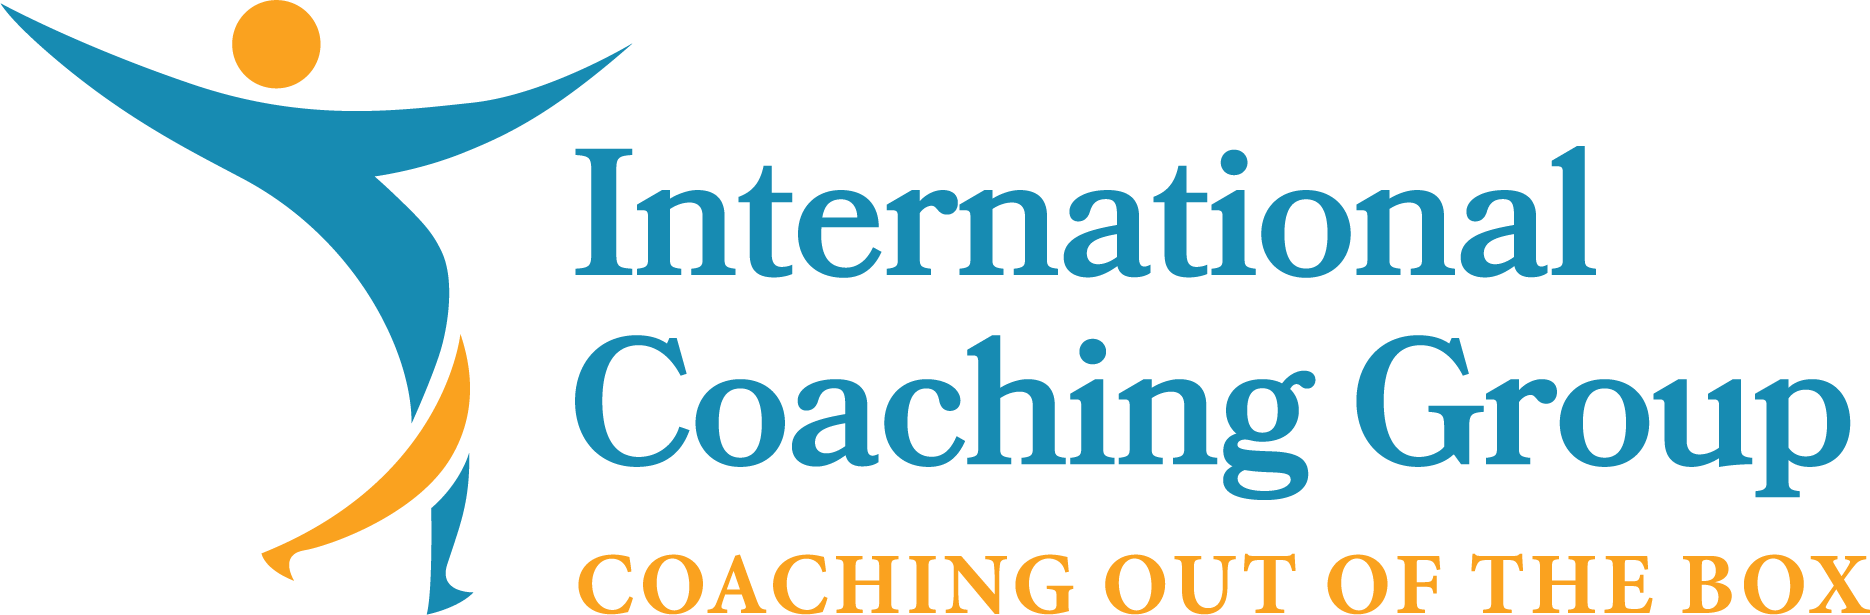 International
Coaching Group
COACHING OUT OF THE BOX